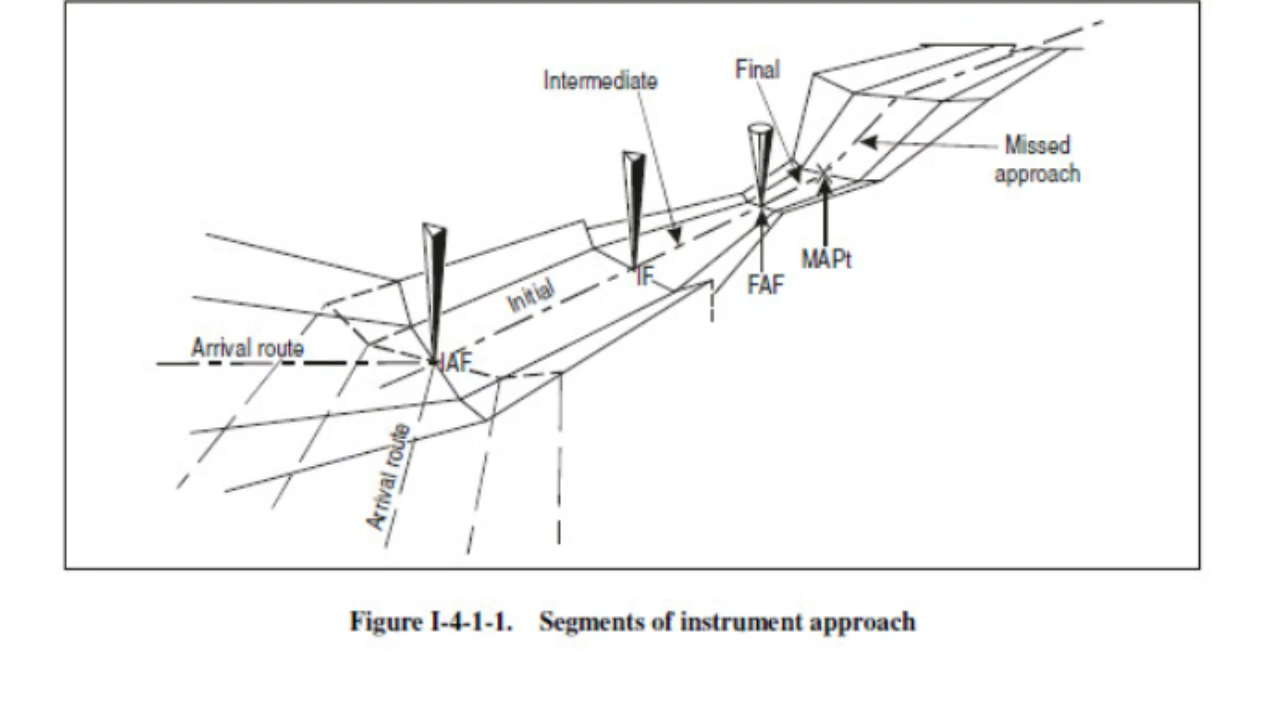 Intermediate
Final
Missed
approach
MAPt
FAF
IF
Initial
Arrival route
IAF
Arrival route
Figure I-4-1-1. Segments of instrument approach